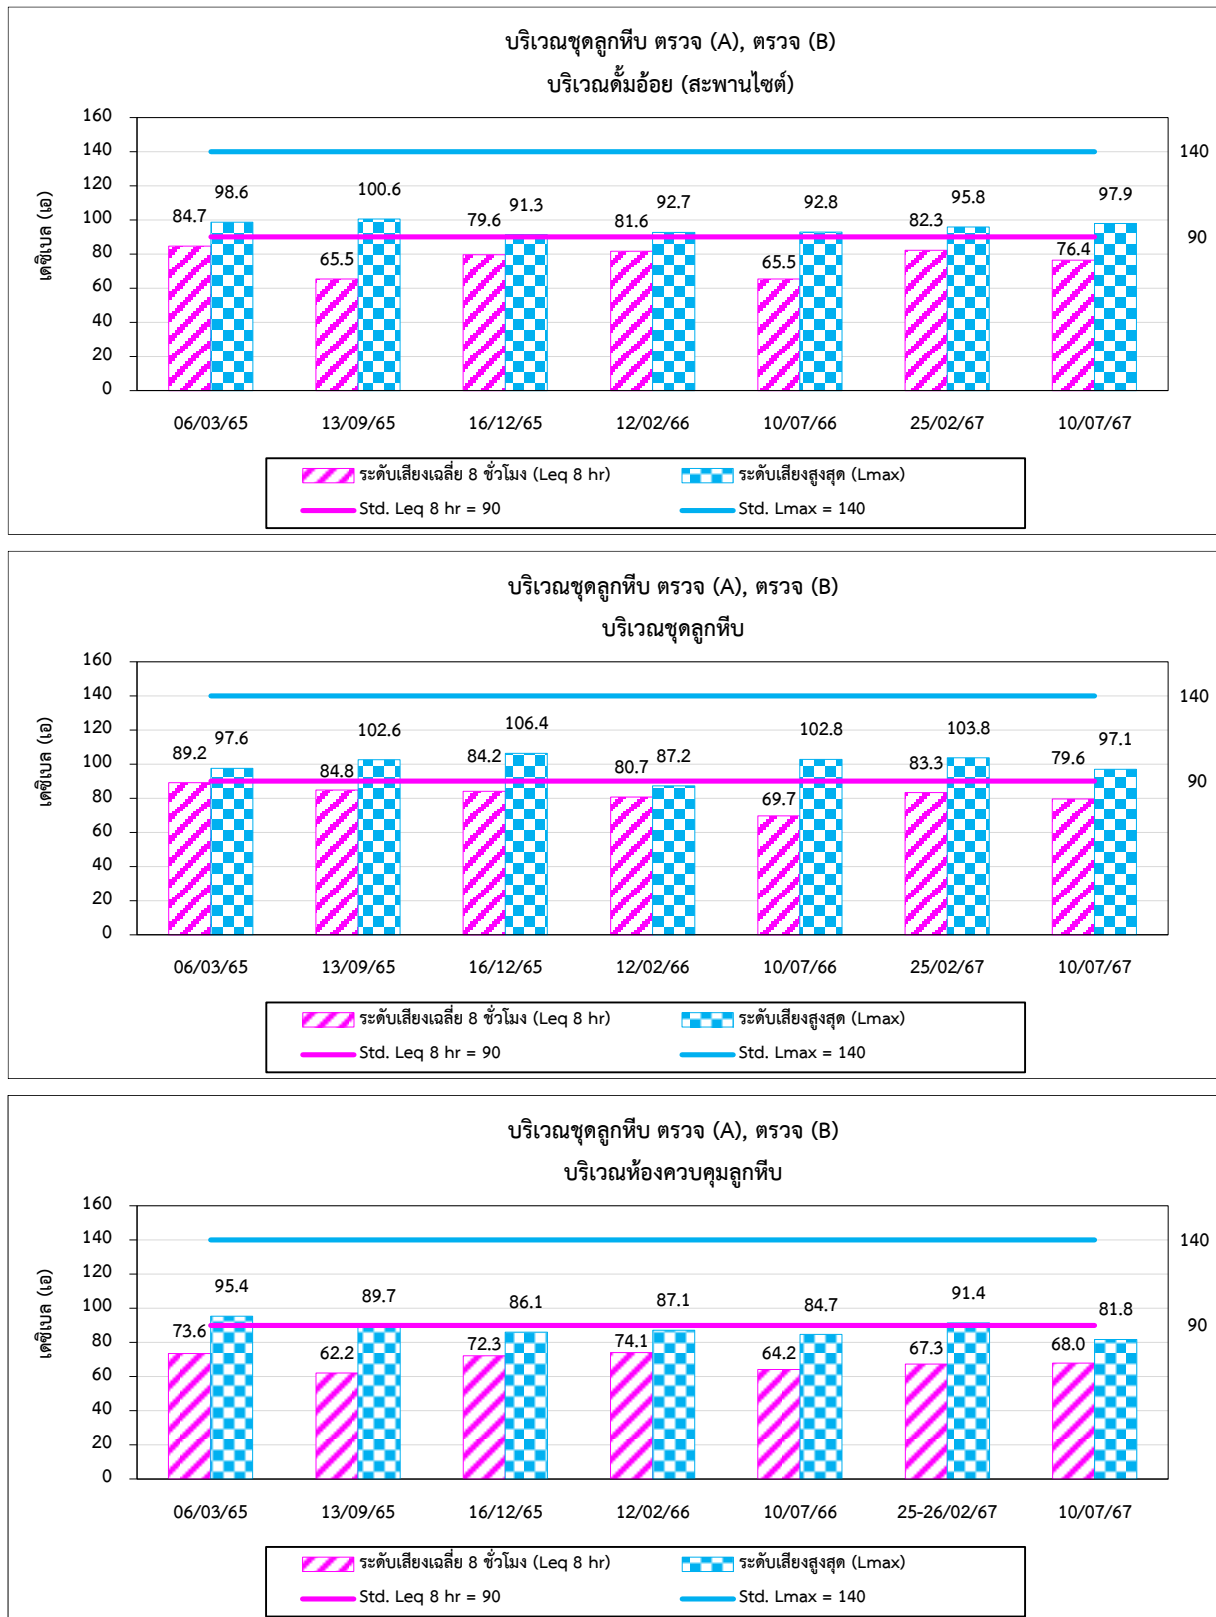 บริเวณชุดลูกหีบ ตรวจ (A), ตรวจ (B)
บริเวณดั้มอ้อย (สะพานไซต์)
เดซิเบล (เอ)
160
140
120
100
80
60
40
20
0
140
90
84.7 98.6 65.5 100.6 79.6 91.3 81.6 92.7 65.5 92.8 82.3 95.8 76.4 97.9
06/03/65 13/09/65 16/12/65 12/02/66 10/07/66 25/02/67 10/07/67
ระดับเสียงเฉลี่ย 8 ชั่วโมง (Leq 8 hr) ระดับเสียงสูงสุด (Lmax)
Std. Leq 8 hr = 90 Std. Lmax = 140
บริเวณชุดลูกหีบ ตรวจ (A), ตรวจ (B)
บริเวณชุดลูกหีบ
เดซิเบล (เอ)
160
140
120
100
80
60
40
20
0
140
90
89.2 97.6 84.8 102.6 84.2 106.4 80.7 87.2 69.7 102.8 83.3 103.8 79.6 97.1
06/03/65 13/09/65 16/12/65 12/02/66 10/07/66 25/02/67 10/07/67
ระดับเสียงเฉลี่ย 8 ชั่วโมง (Leq 8 hr) ระดับเสียงสูงสุด (Lmax)
Std. Leq 8 hr = 90 Std. Lmax = 140
บริเวณชุดลูกหีบ ตรวจ (A), ตรวจ (B)
บริเวณห้องควบคุมลูกหีบ
เดซิเบล (เอ)
160
140
120
100
80
60
40
20
0
140
90
73.6 95.4 62.2 89.7 72.3 86.1 74.1 87.1 64.2 84.7 67.3 91.4 68.0 81.8
06/03/65 13/09/65 16/12/65 12/02/66 10/07/66 25-26/02/67 10/07/67
ระดับเสียงเฉลี่ย 8 ชั่วโมง (Leq 8 hr) ระดับเสียงสูงสุด (Lmax)
Std. Leq 8 hr = 90 Std. Lmax = 140